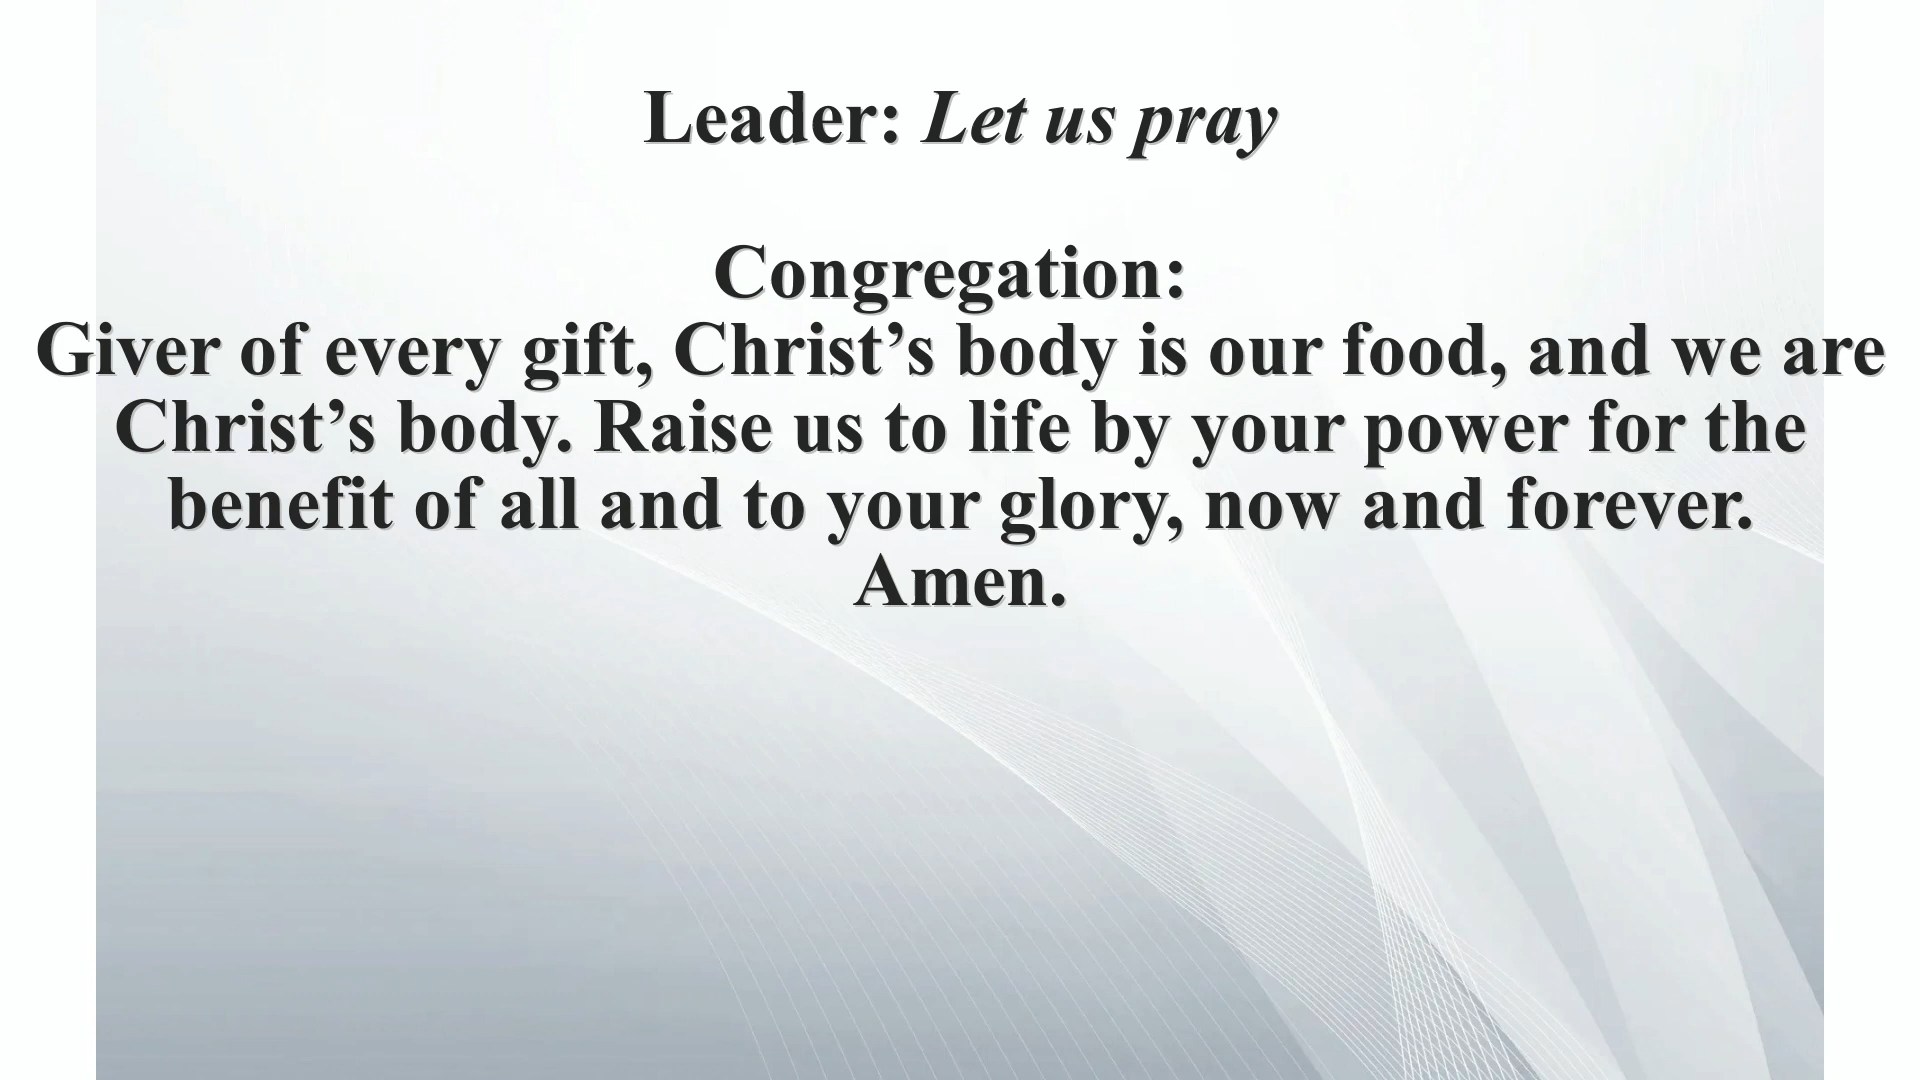 Leader: Let us pray
Congregation:
Giver of every gift, Christ’s body is our food, and we are
Christ’s body. Raise us to life by your power for the
benefit of all and to your glory, now and forever.
Amen.